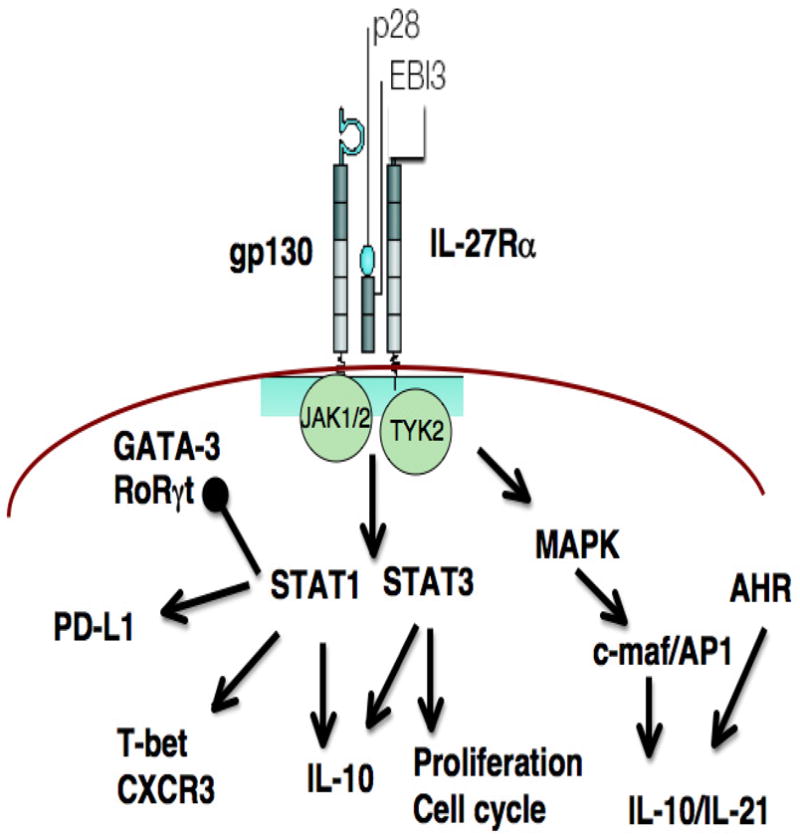 p28
EBI3
gp130
IL-27Rα
JAK1/2
TYK2
GATA-3
RoRγt
MAPK
STAT1
STAT3
AHR
PD-L1
c-maf/AP1
T-bet
CXCR3
IL-10
Proliferation
Cell cycle
IL-10/IL-21